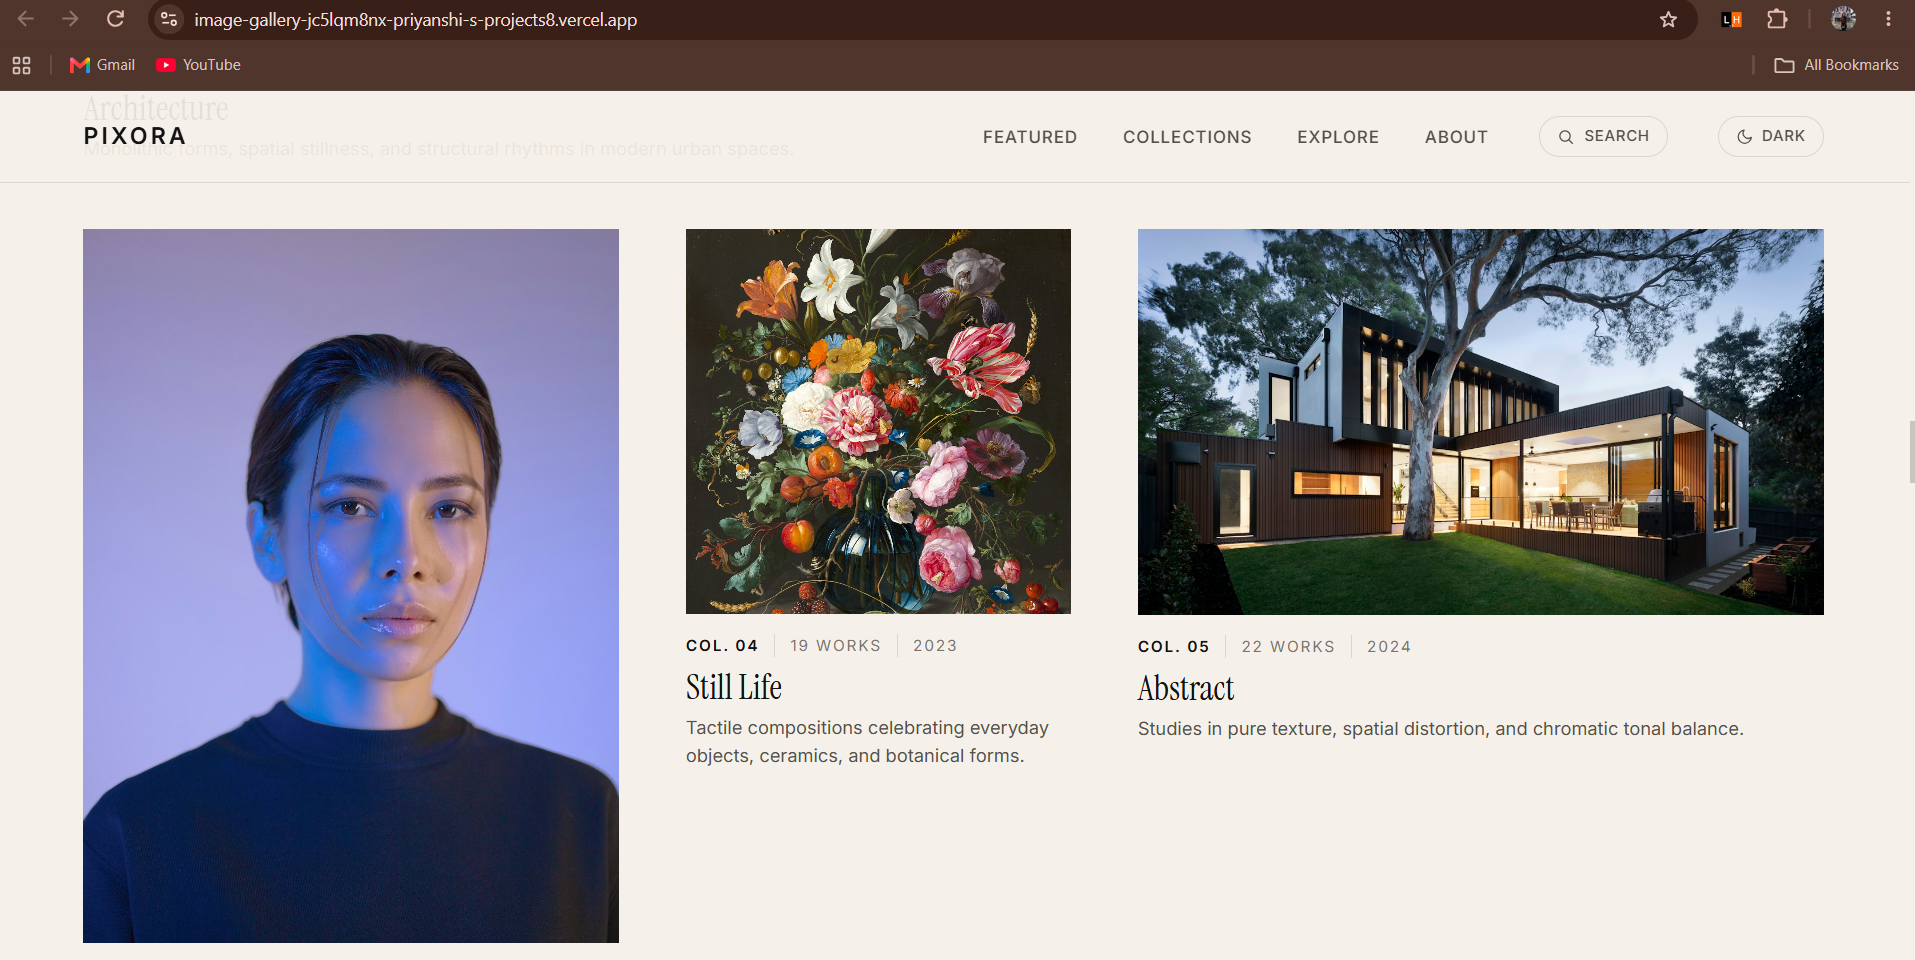 image-gallery-jc5lqm8nx-priyanshi-s-projects8.vercel.app
LH
Gmail
YouTube
All Bookmarks
Architecture
PIXORA
Monolithic forms, spatial stillness, and structural rhythms in modern urban spaces.
FEATURED
COLLECTIONS
EXPLORE
ABOUT
SEARCH
DARK
COL. 04
19 WORKS
2023
Still Life
Tactile compositions celebrating everyday
objects, ceramics, and botanical forms.
COL. 05
22 WORKS
2024
Abstract
Studies in pure texture, spatial distortion, and chromatic tonal balance.